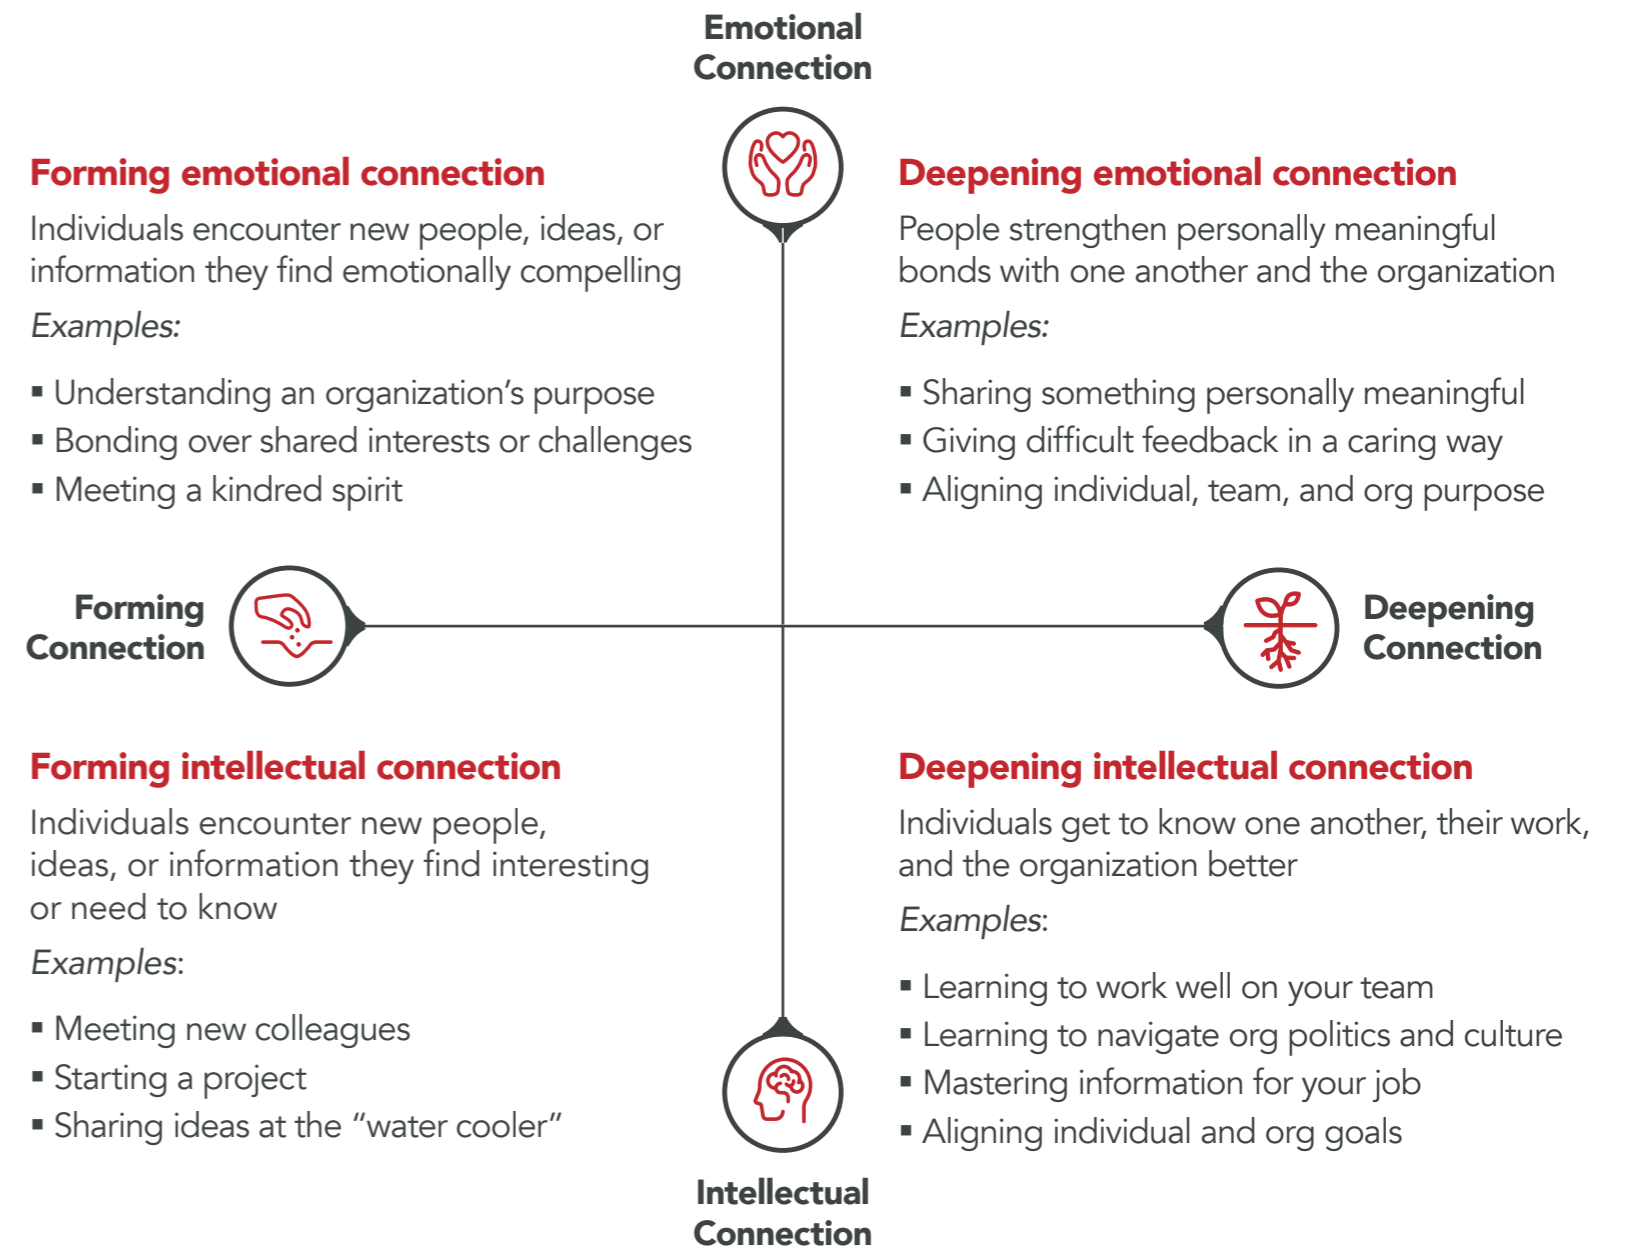 Emotional
Connection
Forming emotional connection
Individuals encounter new people, ideas, or
information they find emotionally compelling
Examples:
▪ Understanding an organization’s purpose
▪ Bonding over shared interests or challenges
▪ Meeting a kindred spirit
Deepening emotional connection
People strengthen personally meaningful
bonds with one another and the organization
Examples:
▪ Sharing something personally meaningful
▪ Giving difficult feedback in a caring way
▪ Aligning individual, team, and org purpose
Forming
Connection
Deepening
Connection
Forming intellectual connection
Individuals encounter new people,
ideas, or information they find interesting
or need to know
Examples:
▪ Meeting new colleagues
▪ Starting a project
▪ Sharing ideas at the “water cooler”
Deepening intellectual connection
Individuals get to know one another, their work,
and the organization better
Examples:
▪ Learning to work well on your team
▪ Learning to navigate org politics and culture
▪ Mastering information for your job
▪ Aligning individual and org goals
Intellectual
Connection